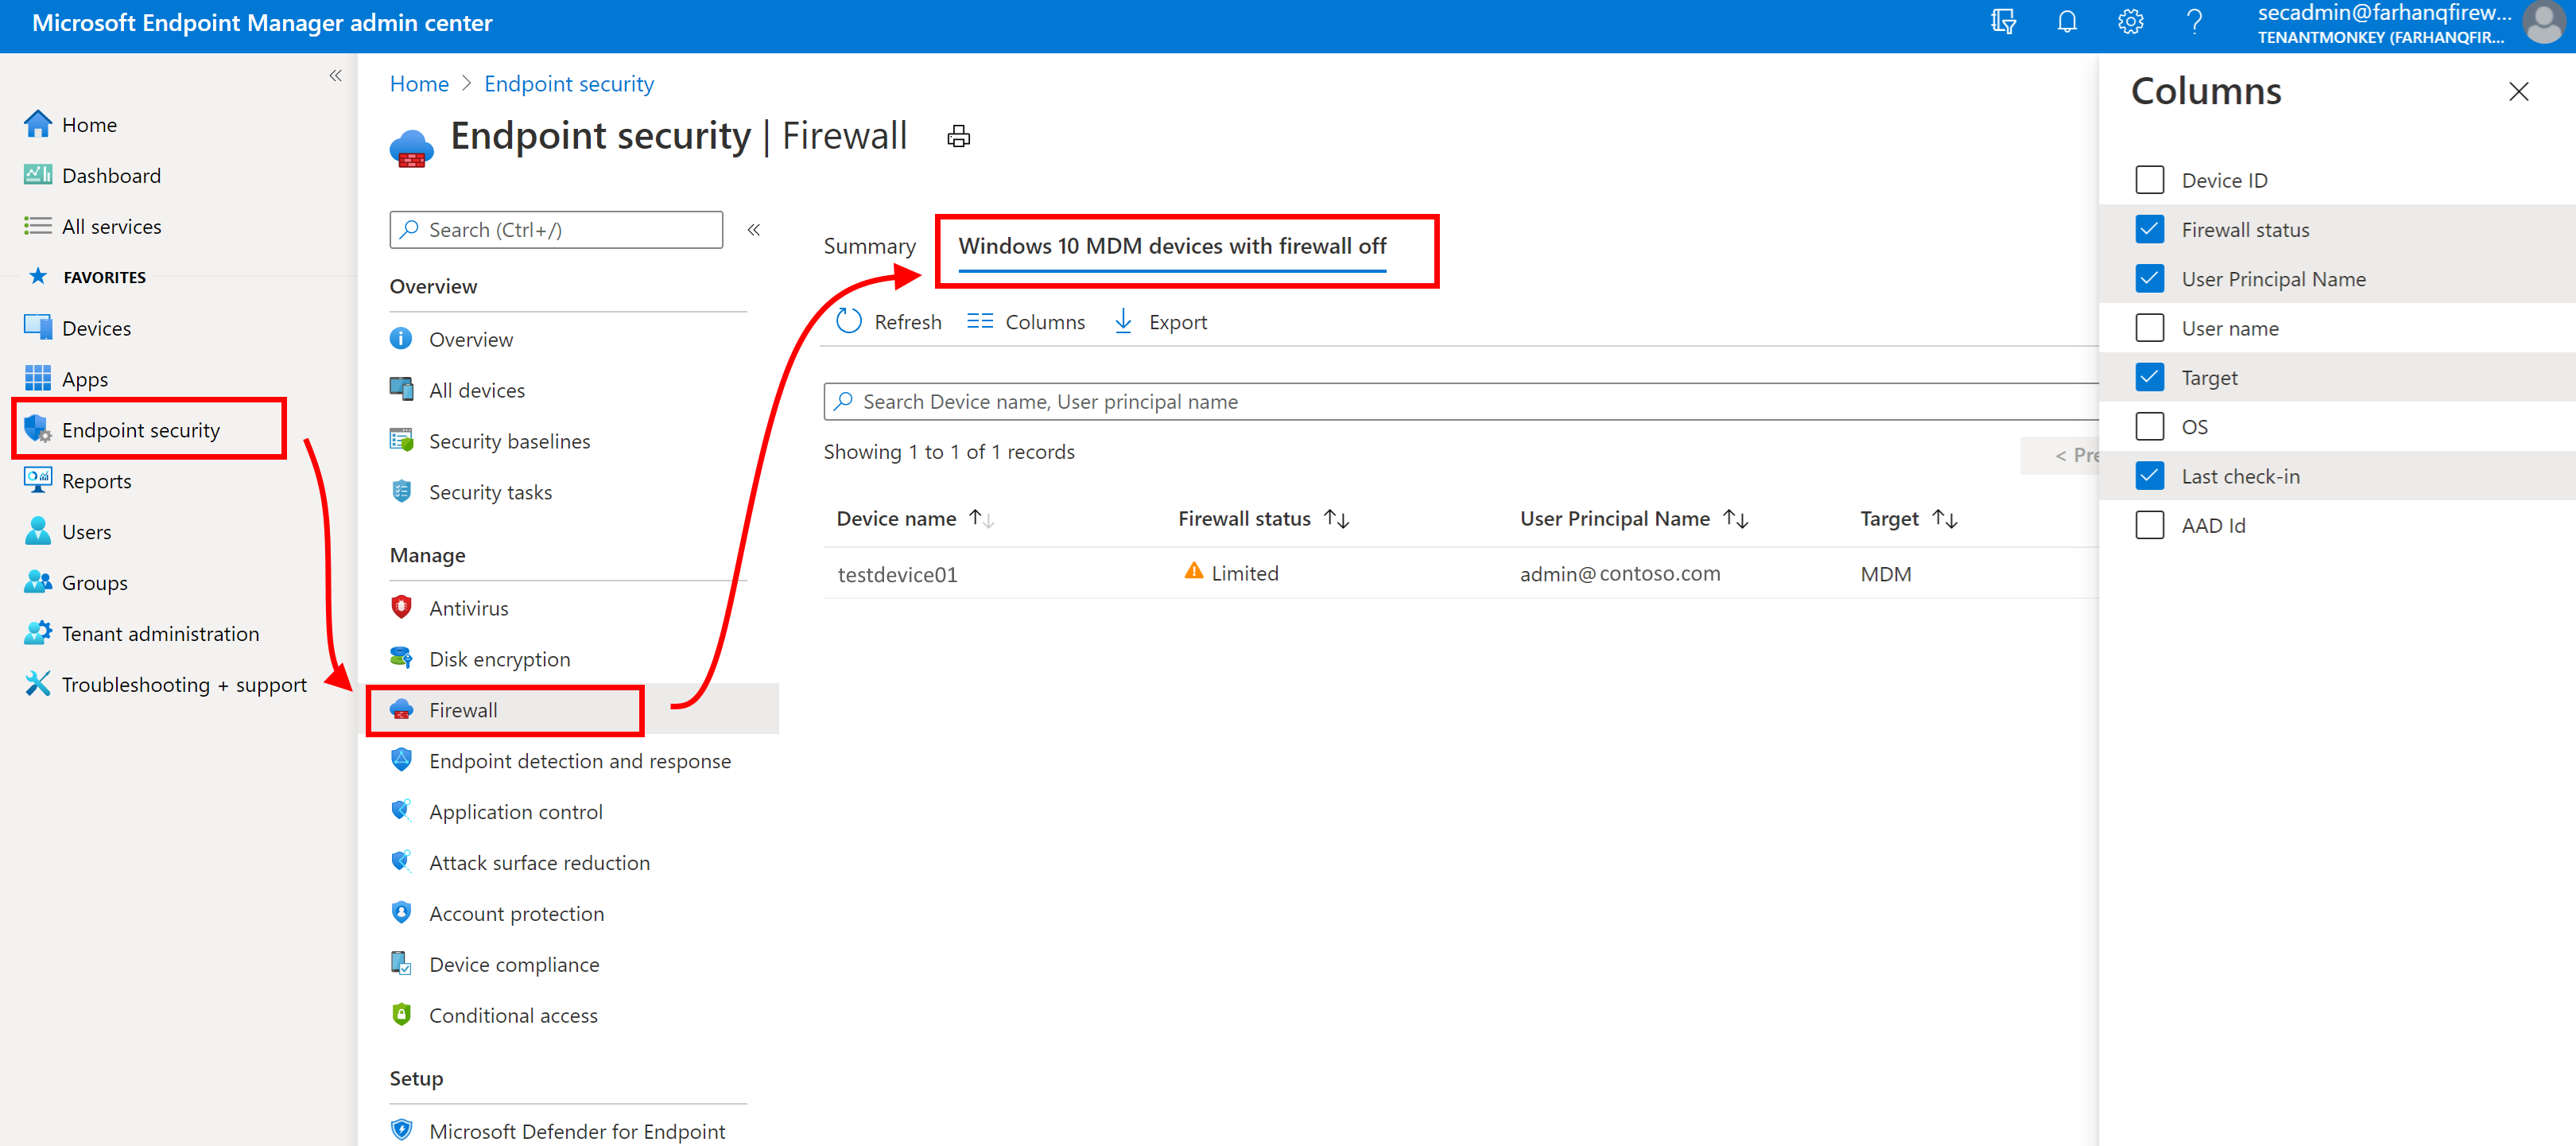 Microsoft Endpoint Manager admin center
secadmin@farhanqfirew...
TENANTMONKEY (FARHANQFIR...
Home
Dashboard
All services
FAVORITES
Devices
Apps
Endpoint security
Reports
Users
Groups
Tenant administration
Troubleshooting + support
Home > Endpoint security
Endpoint security | Firewall
Search (Ctrl+/)
Overview
Overview
All devices
Security baselines
Security tasks
Manage
Antivirus
Disk encryption
Firewall
Endpoint detection and response
Application control
Attack surface reduction
Account protection
Device compliance
Conditional access
Setup
Microsoft Defender for Endpoint
Summary
Windows 10 MDM devices with firewall off
Refresh
Columns
Export
Search Device name, User principal name
Showing 1 to 1 of 1 records
< Pre
Device name
Firewall status
User Principal Name
Target
testdevice01
Limited
admin@contoso.com
MDM
Columns
Device ID
Firewall status
User Principal Name
User name
Target
OS
Last check-in
AAD Id